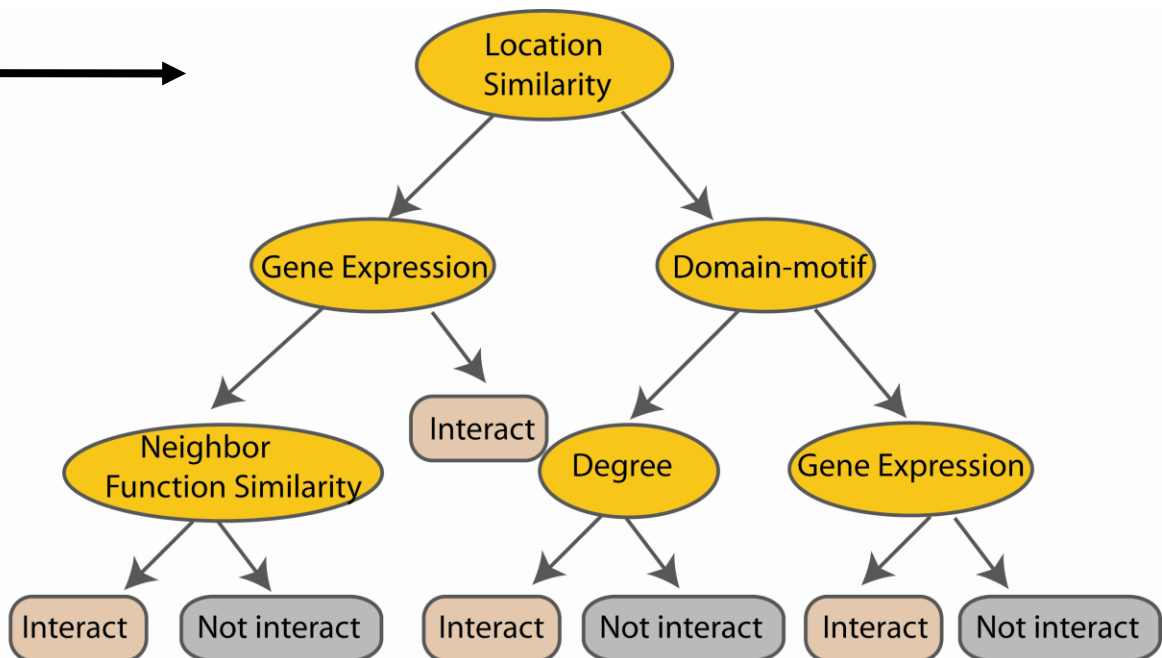 Location
Similarity
Gene Expression
Domain-motif
Interact
Neighbor
Function Similarity
Degree
Gene Expression
Interact
Not interact
Interact
Not interact
Interact
Not interact